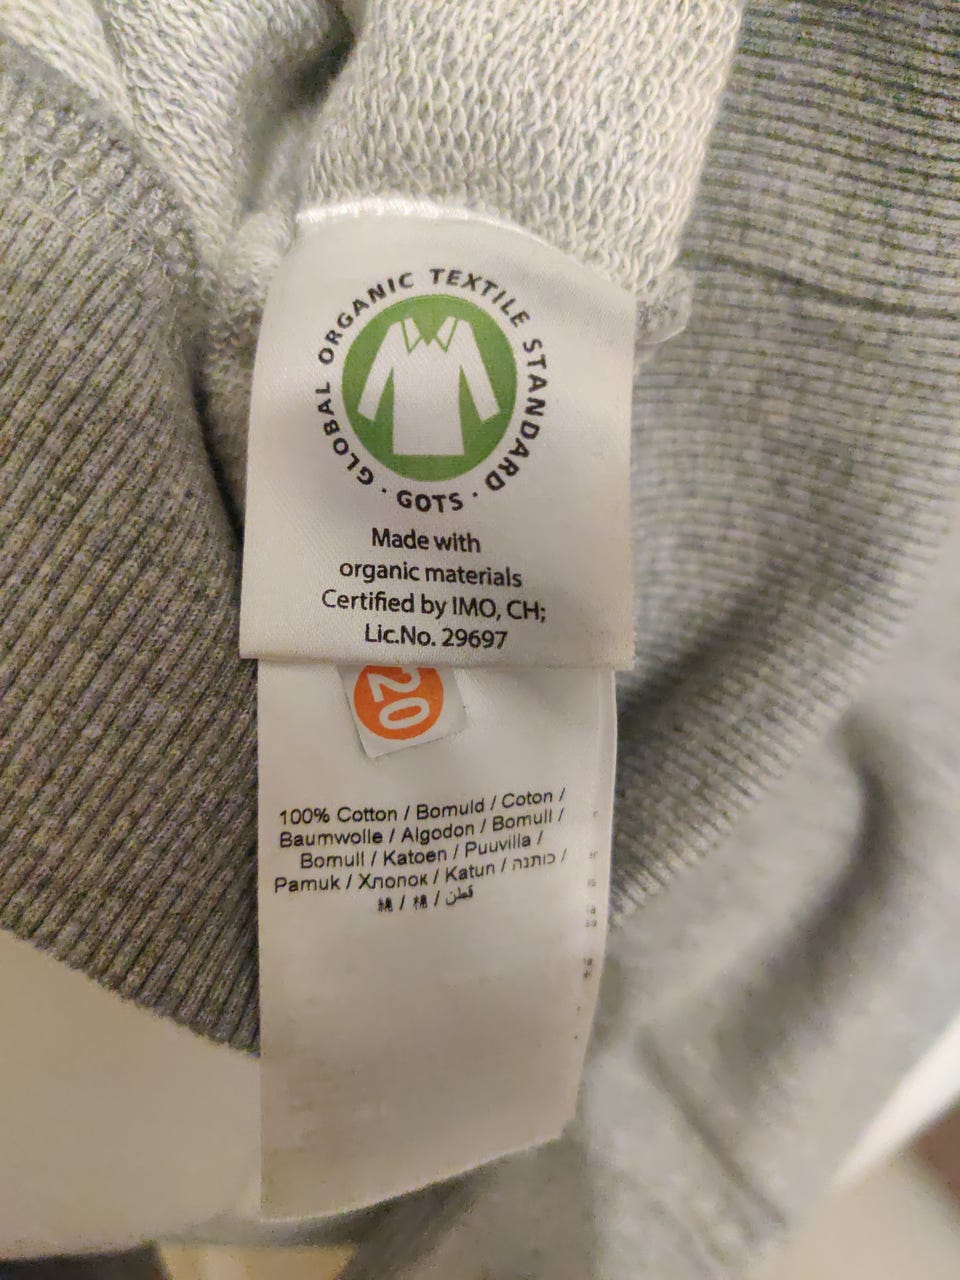 GLOBAL ORGANIC TEXTILE STANDARD · GOTS ·
Made with
organic materials
Certified by IMO, CH;
Lic.No. 29697
20
100% Cotton / Bomuld / Coton /
Baumwolle / Algodon / Bomull /
Bomull / Katoen / Puuvilla /
Pamuk / Хлопок / Katun / כותנה /
綿 / 棉 / قطن